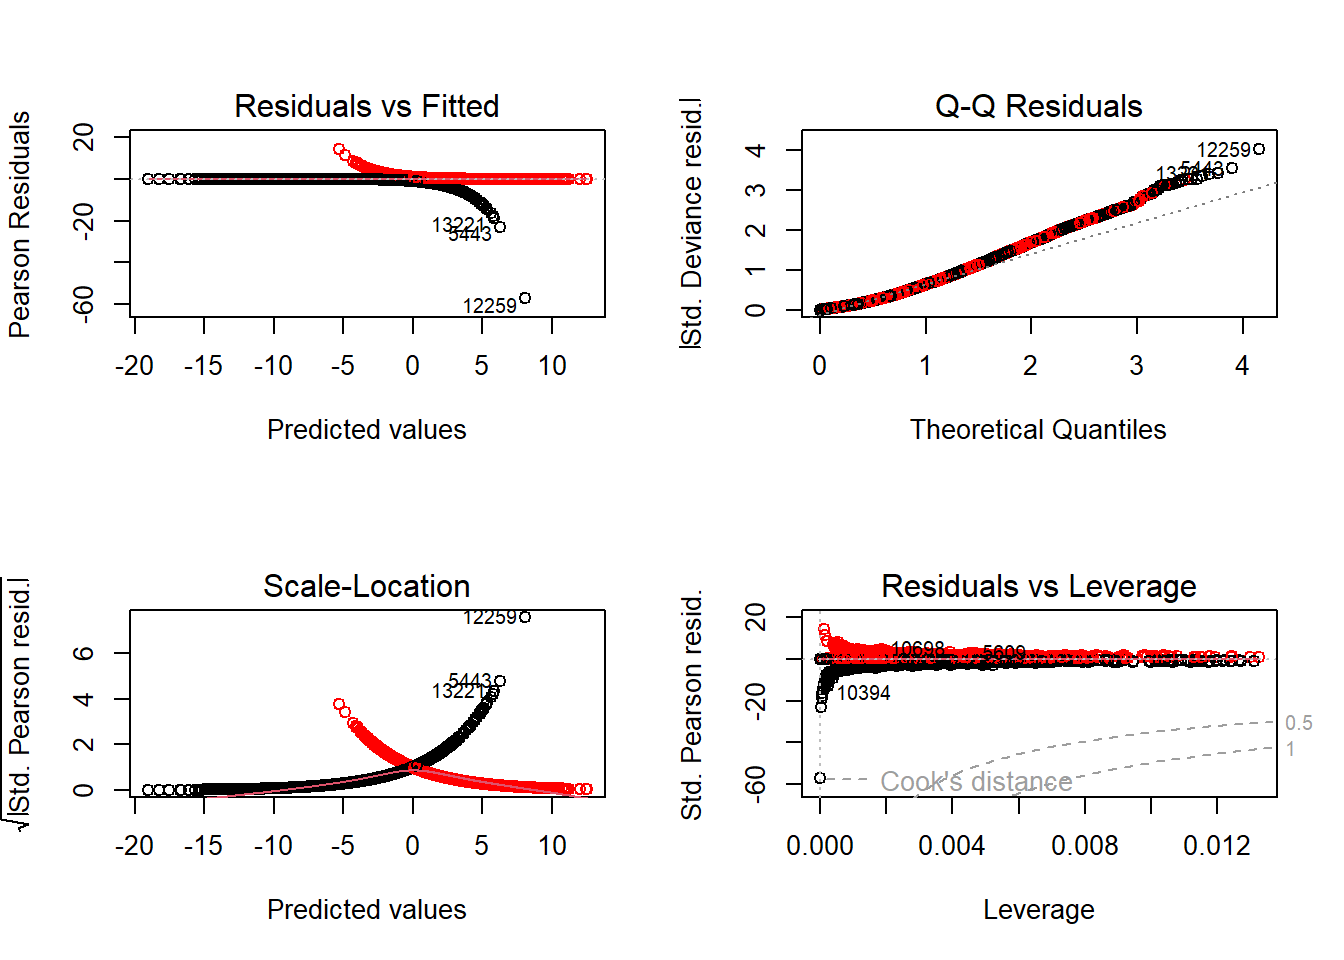 Residuals vs Fitted
Pearson Residuals
20
-20
-60
13221
5443
12259
-20 -15 -10 -5 0 5 10
Predicted values
Q-Q Residuals
|Std. Deviance resid.|
4
3
2
1
0
12259
5443
0 1 2 3 4
Theoretical Quantiles
Scale-Location
√|Std. Pearson resid.|
6
4
2
0
12259
5443
13221
-20 -15 -10 -5 0 5 10
Predicted values
Residuals vs Leverage
Std. Pearson resid.
20
-20
-60
10698
5609
10394
0.5
1
Cook's distance
0.000 0.004 0.008 0.012
Leverage